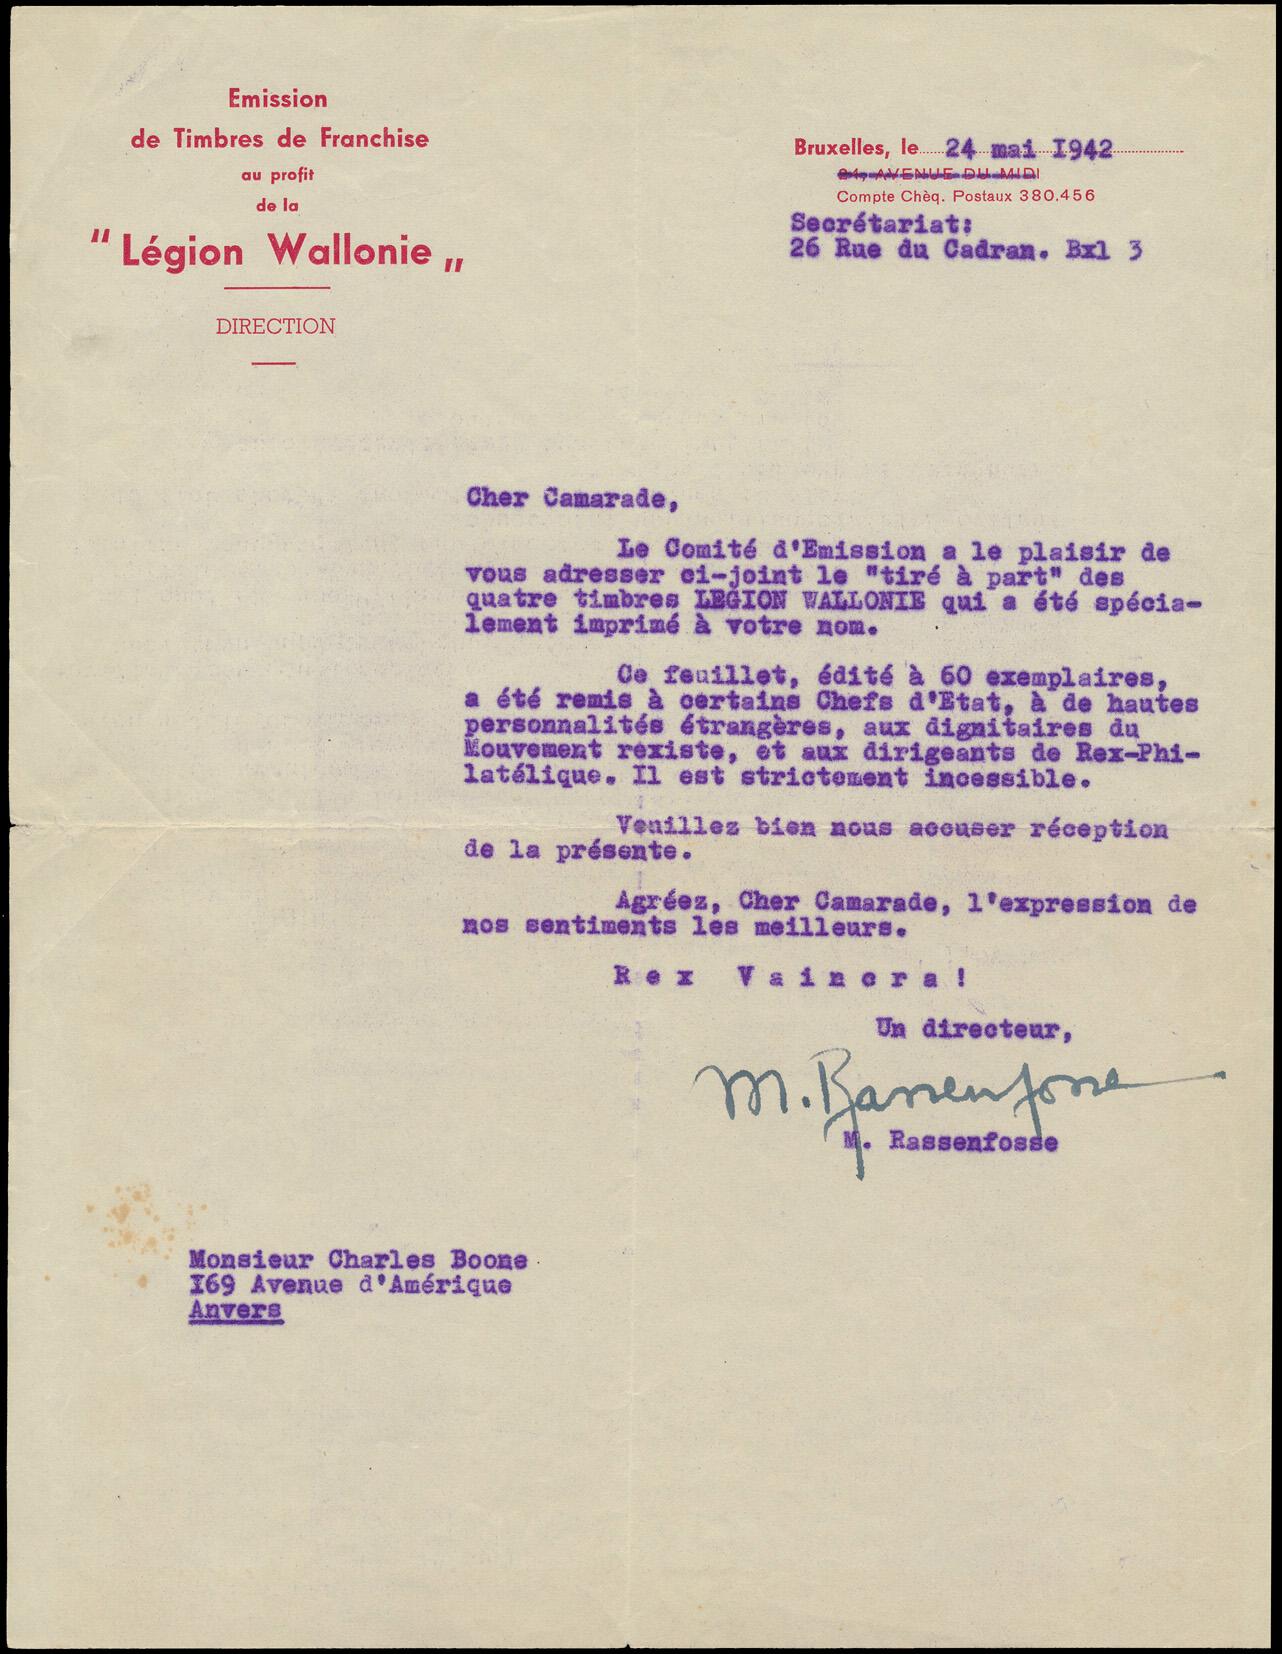 Emission
de Timbres de Franchise
au profit
de la
" Légion Wallonie „
DIRECTION
Bruxelles, le 24 mai I942
21, AVENUE DU MIDI
Compte Chèq. Postaux 380.456
Secrétariat:
26 Rue du Cadran. Bxl 3
Cher Camarade,
Le Comité d'Emission a le plaisir de
vous adresser ci-joint le "tiré à part" des
quatre timbres LEGION WALLONIE qui a été spécia-
lement imprimé à votre nom.
Ce feuillet, édité à 60 exemplaires,
a été remis à certains Chefs d'Etat, à de hautes
personnalités étrangères, aux dignitaires du
Mouvement rexiste, et aux dirigeants de Rex-Phi-
latélique. Il est strictement incessible.
Veuillez bien nous accuser réception
de la présente.
Agréez, Cher Camarade, l'expression de
nos sentiments les meilleurs.
R e x V a i n c r a !
Un directeur,
M. Rassenfosse
M. Rassenfosse
Monsieur Charles Boone
I69 Avenue d'Amérique
Anvers